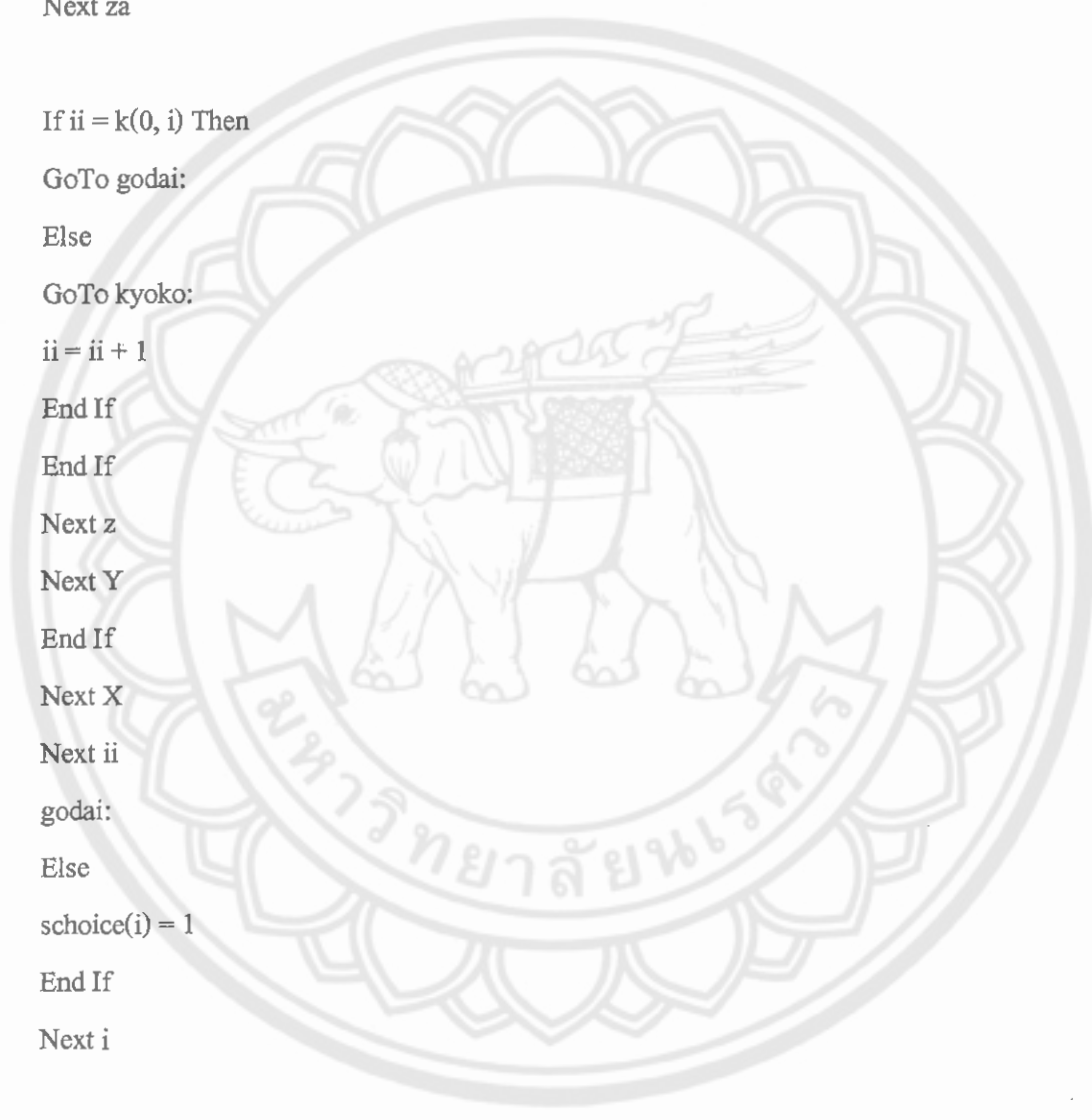 Next za
If ii = k(0, i) Then
GoTo godai:
Else
GoTo kyoko:
ii = ii + 1
End If
End If
Next z
Next Y
End If
Next X
Next ii
godai:
Else
schoice(i) = 1
End If
Next i
มหาวิทยาลัยนเรศวร